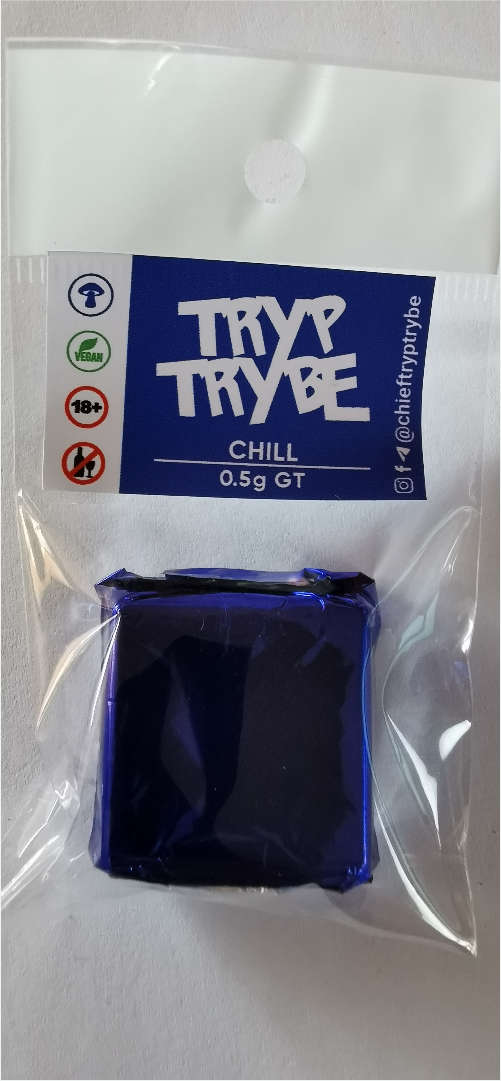 TRYP
TRYBE
CHILL
0.5g GT
VEGAN
18+
@chieftryptrybe